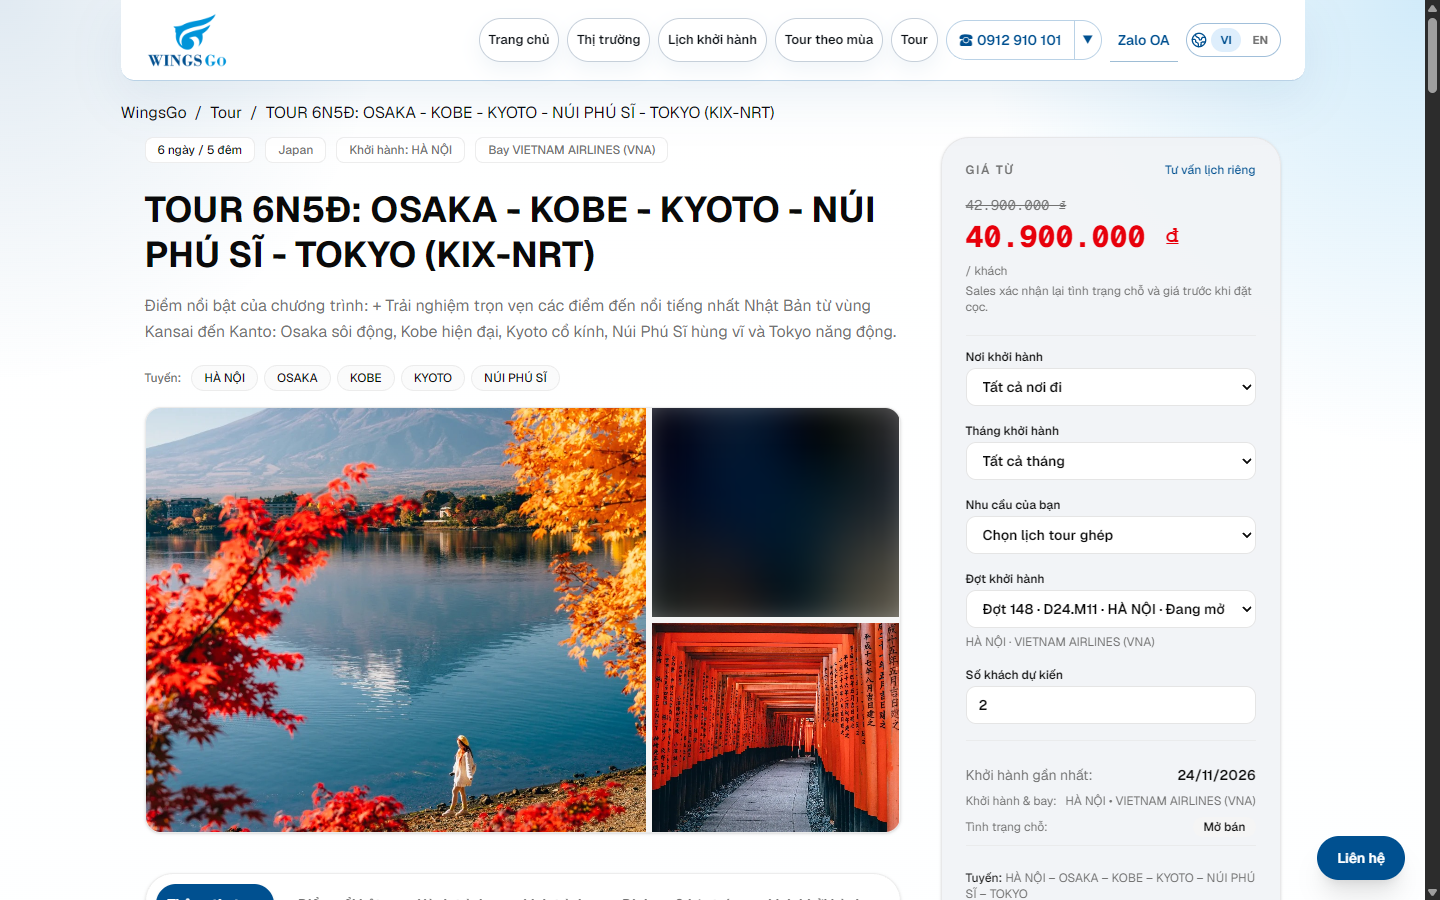 WINGS GO
Trang chủ
Thị trường
Lịch khởi hành
Tour theo mùa
Tour
☎ 0912 910 101
▼
Zalo OA
VI
EN
WingsGo / Tour / TOUR 6N5Đ: OSAKA - KOBE - KYOTO - NÚI PHÚ SĨ - TOKYO (KIX-NRT)
6 ngày / 5 đêm
Japan
Khởi hành: HÀ NỘI
Bay VIETNAM AIRLINES (VNA)
TOUR 6N5Đ: OSAKA - KOBE - KYOTO - NÚI
PHÚ SĨ - TOKYO (KIX-NRT)
Điểm nổi bật của chương trình: + Trải nghiệm trọn vẹn các điểm đến nổi tiếng nhất Nhật Bản từ vùng
Kansai đến Kanto: Osaka sôi động, Kobe hiện đại, Kyoto cổ kính, Núi Phú Sĩ hùng vĩ và Tokyo năng động.
Tuyến:
HÀ NỘI
OSAKA
KOBE
KYOTO
NÚI PHÚ SĨ
GIÁ TỪ
Tư vấn lịch riêng
42.900.000 ₫
40.900.000 ₫
/ khách
Sales xác nhận lại tình trạng chỗ và giá trước khi đặt
cọc.
Nơi khởi hành
Tất cả nơi đi
Tháng khởi hành
Tất cả tháng
Nhu cầu của bạn
Chọn lịch tour ghép
Đợt khởi hành
Đợt 148 · D24.M11 · HÀ NỘI · Đang mở
HÀ NỘI · VIETNAM AIRLINES (VNA)
Số khách dự kiến
2
Khởi hành gần nhất: 24/11/2026
Khởi hành & bay: HÀ NỘI • VIETNAM AIRLINES (VNA)
Tình trạng chỗ: Mở bán
Tuyến: HÀ NỘI – OSAKA – KOBE – KYOTO – NÚI PHÚ
SĨ – TOKYO
Liên hệ